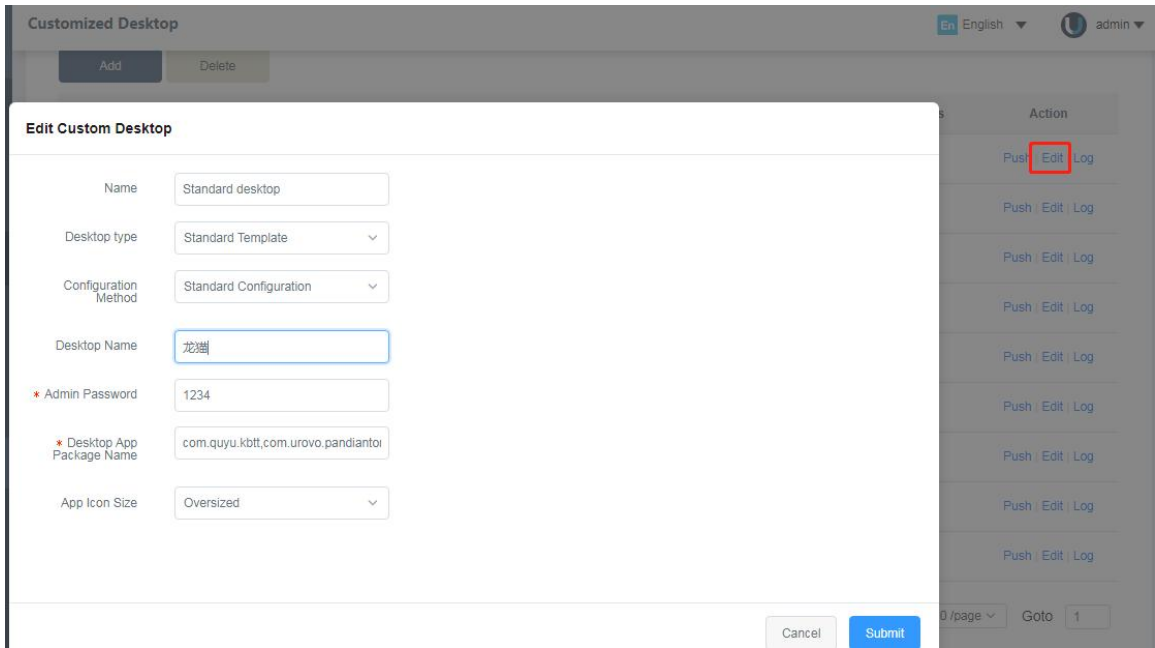 Customized Desktop
En English
admin
Add
Delete
Action
Edit Custom Desktop
Push | Edit | Log
Name
Standard desktop
Push | Edit | Log
Desktop type
Standard Template
Push | Edit | Log
Configuration Method
Standard Configuration
Push | Edit | Log
Desktop Name
龙猫
Push | Edit | Log
* Admin Password
1234
Push | Edit | Log
* Desktop App Package Name
com.quyu.kbtt,com.urovo.pandianto
Push | Edit | Log
App Icon Size
Oversized
Push | Edit | Log
Push | Edit | Log
0 /page
Goto
1
Cancel
Submit